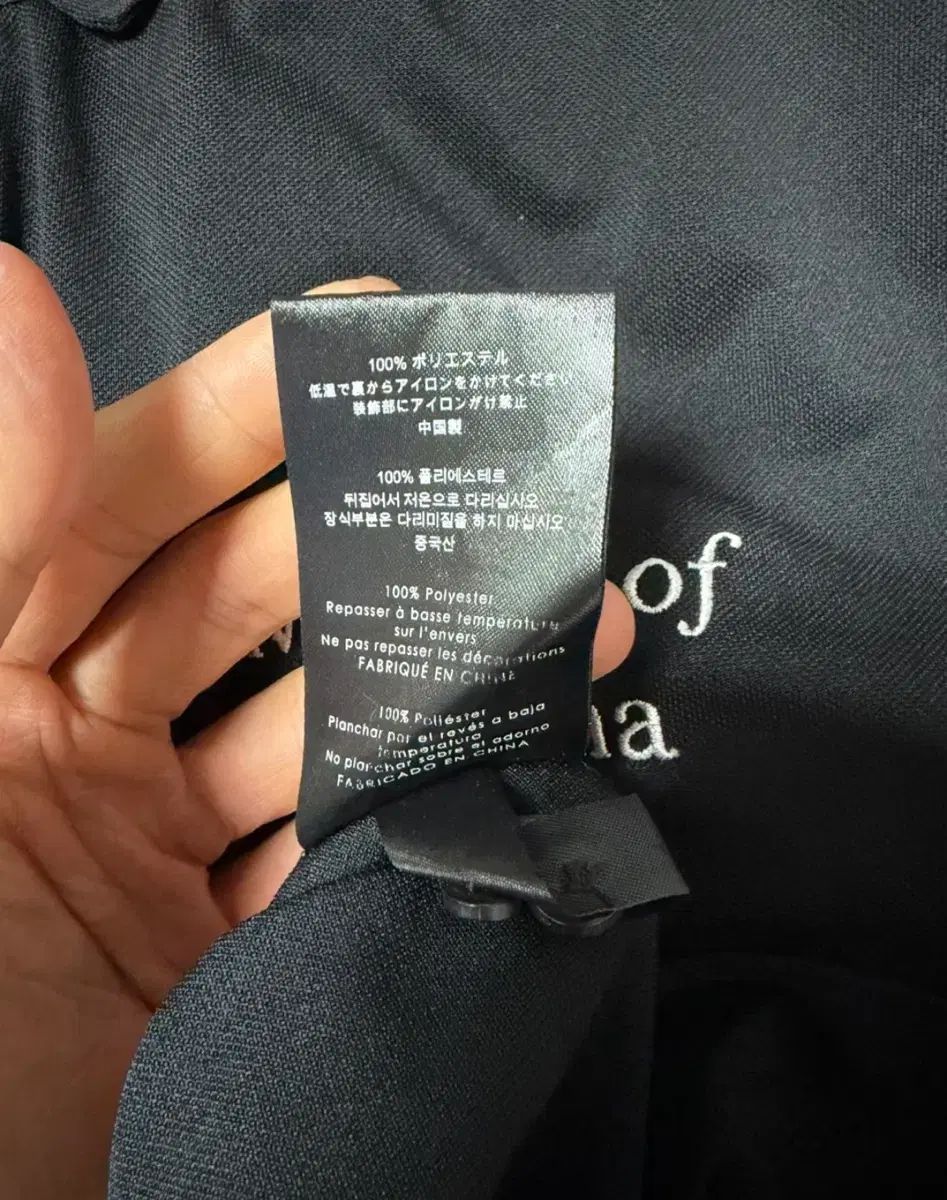 100% ポリエステル
低温で裏からアイロンをかけてください
装飾部にアイロンがけ禁止
中国製
100% 폴리에스테르
뒤집어서 저온으로 다리십시오
장식부분은 다리미질을 하지 마십시오
중국산
100% Polyester
Repasser à basse température
sur l'envers
Ne pas repasser les décorations
FABRIQUÉ EN CHINE
100% Poliéster
Planchar por el revés a baja
temperatura
No planchar sobre el adorno
FABRICADO EN CHINA
of